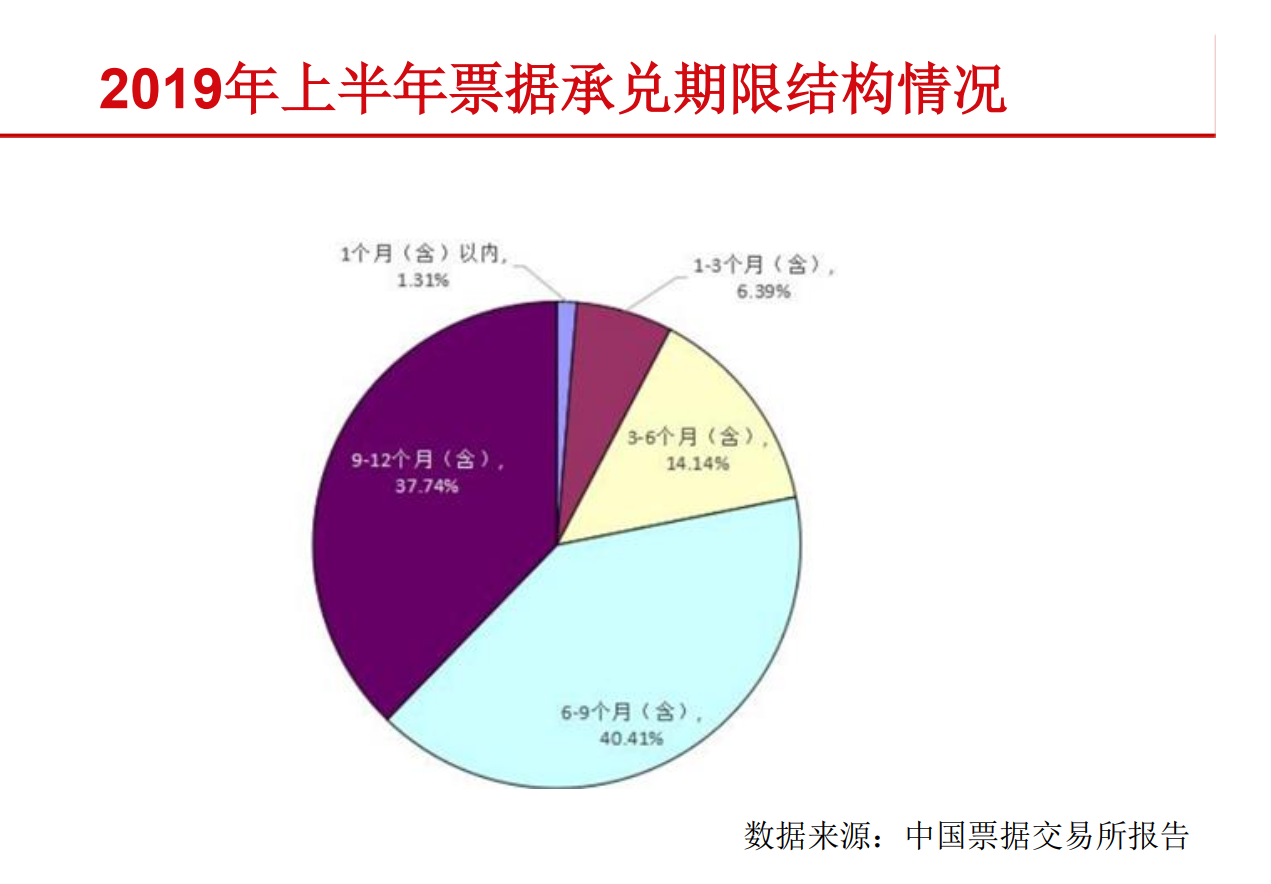 2019年上半年票据承兑期限结构情况
1个月（含）以内,
1.31%
1-3个月（含）,
6.39%
3-6个月（含）,
14.14%
9-12个月（含）,
37.74%
6-9个月（含）,
40.41%
数据来源：中国票据交易所报告